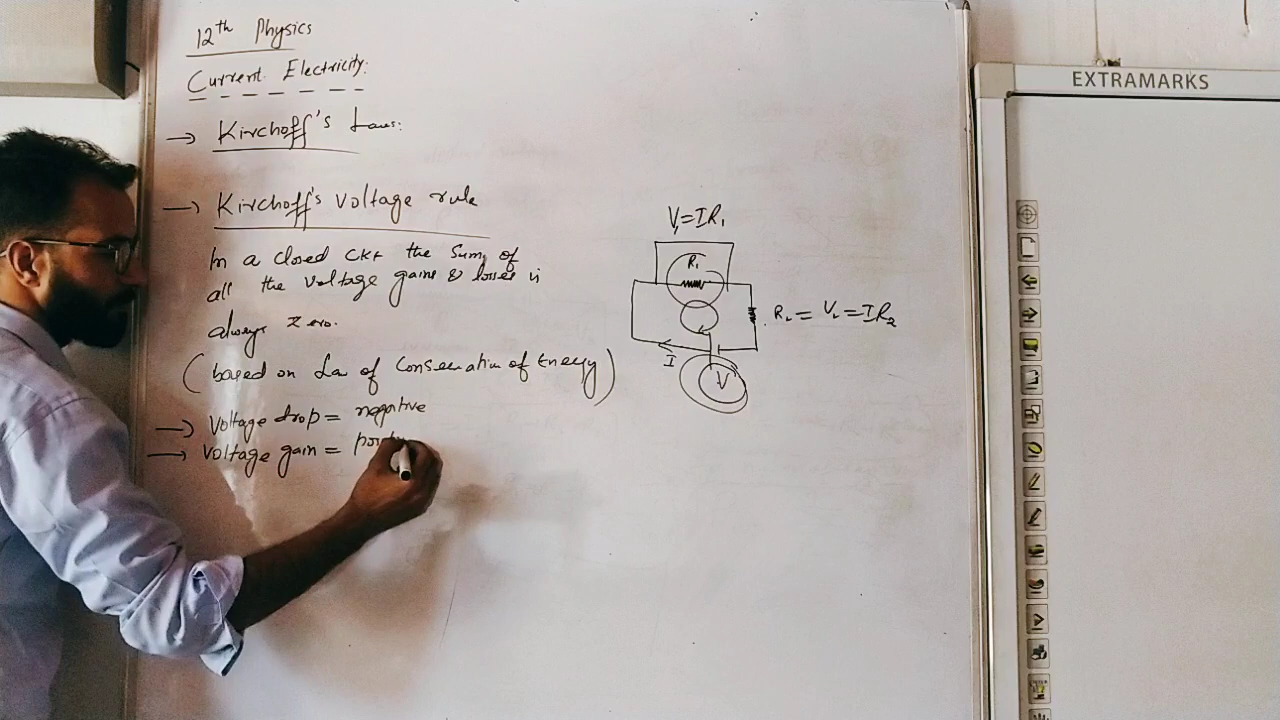 12th Physics
Current Electricity:
→ Kirchoff's Laws:
→ Kirchoff's voltage rule
In a closed CKt the Sum of
all the voltage gains & losses is
always Zero.
(based on Law of Conservation of Energy)
→ Voltage drop = negative
→ Voltage gain =
V₁=IR₁
R₁
R₂ = V₂ = IR₂
I
V
EXTRAMARKS